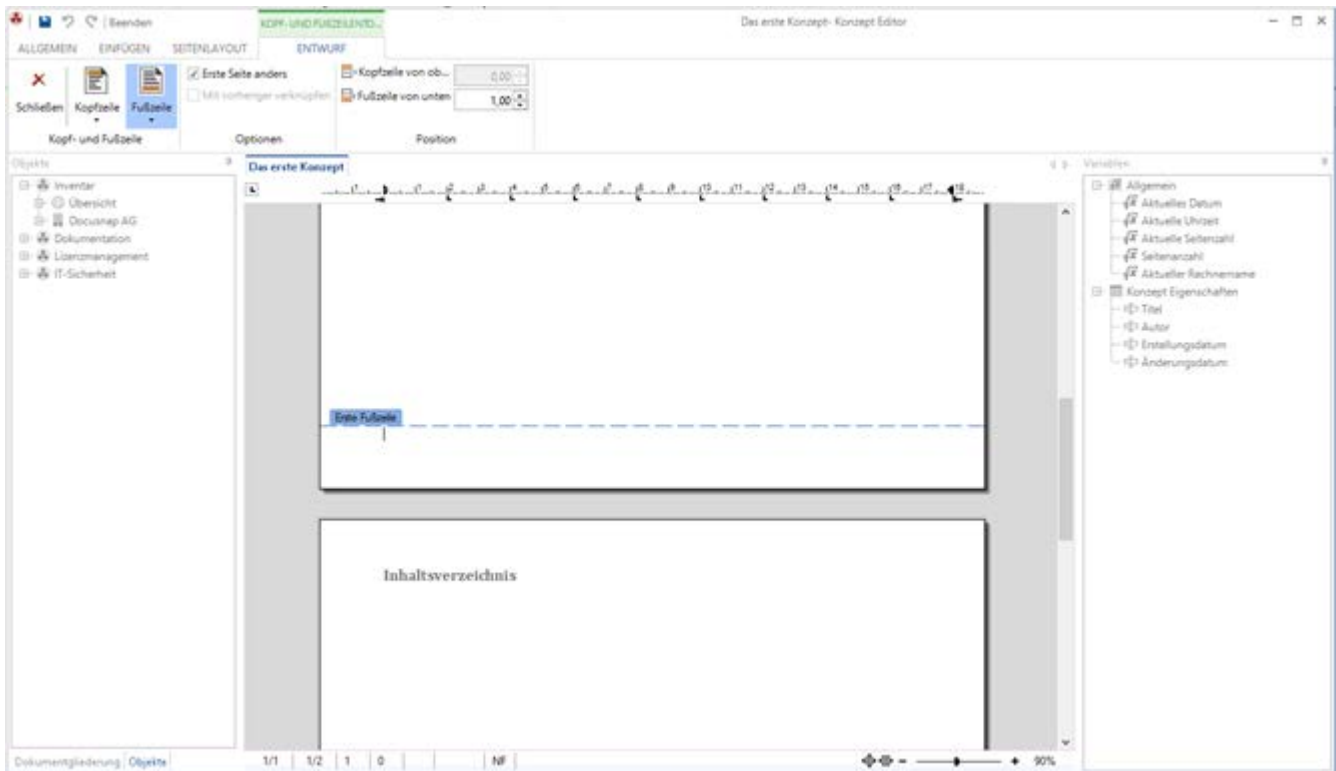 Beenden
KOPF- UND FUßZEILENTO...
Das erste Konzept- Konzept Editor
ALLGEMEIN EINFÜGEN SEITENLAYOUT ENTWURF
Schließen
Kopfzeile
Fußzeile
Erste Seite anders
Mit vorheriger verknüpfen
Kopfzeile von ob... 0,00
Fußzeile von unten 1,00
Kopf- und Fußzeile Optionen Position
Objekte
Inventar
Übersicht
Docusnap AG
Dokumentation
Lizenzmanagement
IT-Sicherheit
Das erste Konzept
Erste Fußzeile
Inhaltsverzeichnis
Variablen
Allgemein
Aktuelles Datum
Aktuelle Uhrzeit
Aktuelle Seitenzahl
Seitenanzahl
Aktueller Rechnername
Konzept Eigenschaften
Titel
Autor
Erstellungsdatum
Änderungsdatum
Dokumentgliederung Objekte
1/1 1/2 1 0 NF 90%